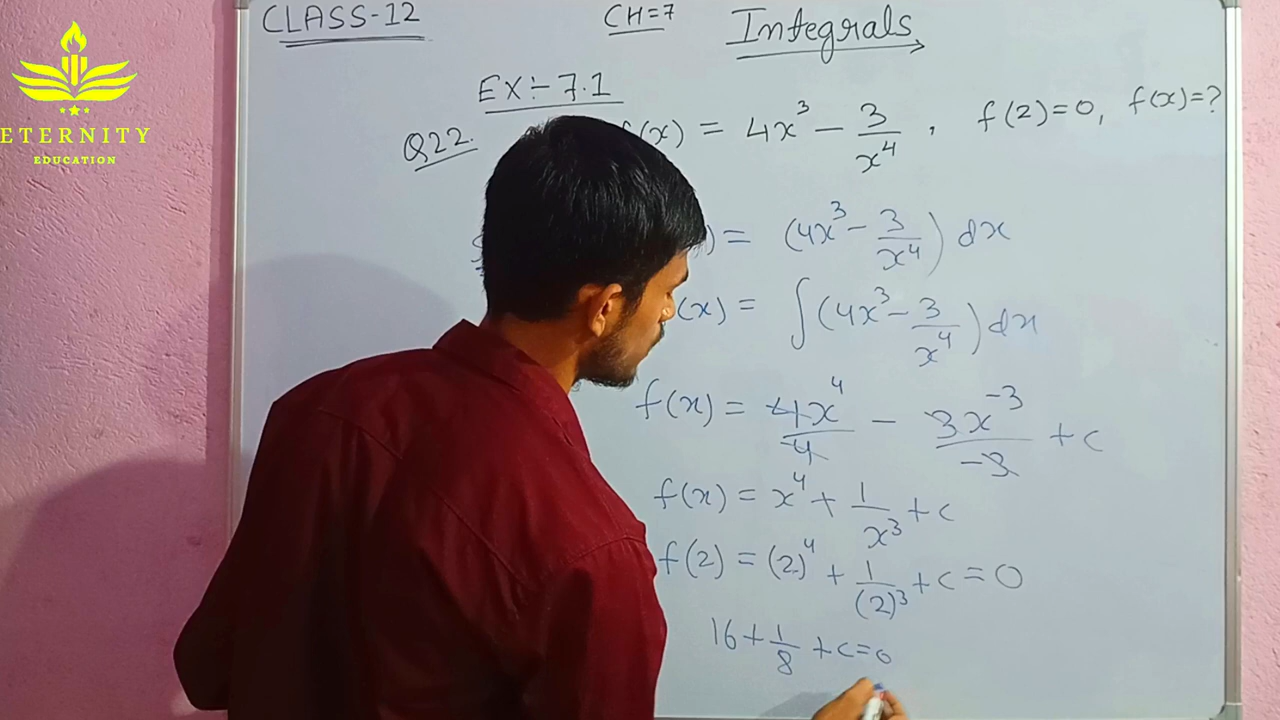 CLASS-12 CH=7 Integrals
ETERNITY
EDUCATION
EX:- 7.1
Q22. f(x) = 4x³ - 3/x⁴ . f(2)=0, f(x)=?
) = (4x³ - 3/x⁴) dx
(x) = ∫(4x³ - 3/x⁴) dx
f(x) = 4x⁴/4 - 3x⁻³/-3 + c
f(x) = x⁴ + 1/x³ + c
f(2) = (2)⁴ + 1/(2)³ + c = 0
16 + 1/8 + c = 0